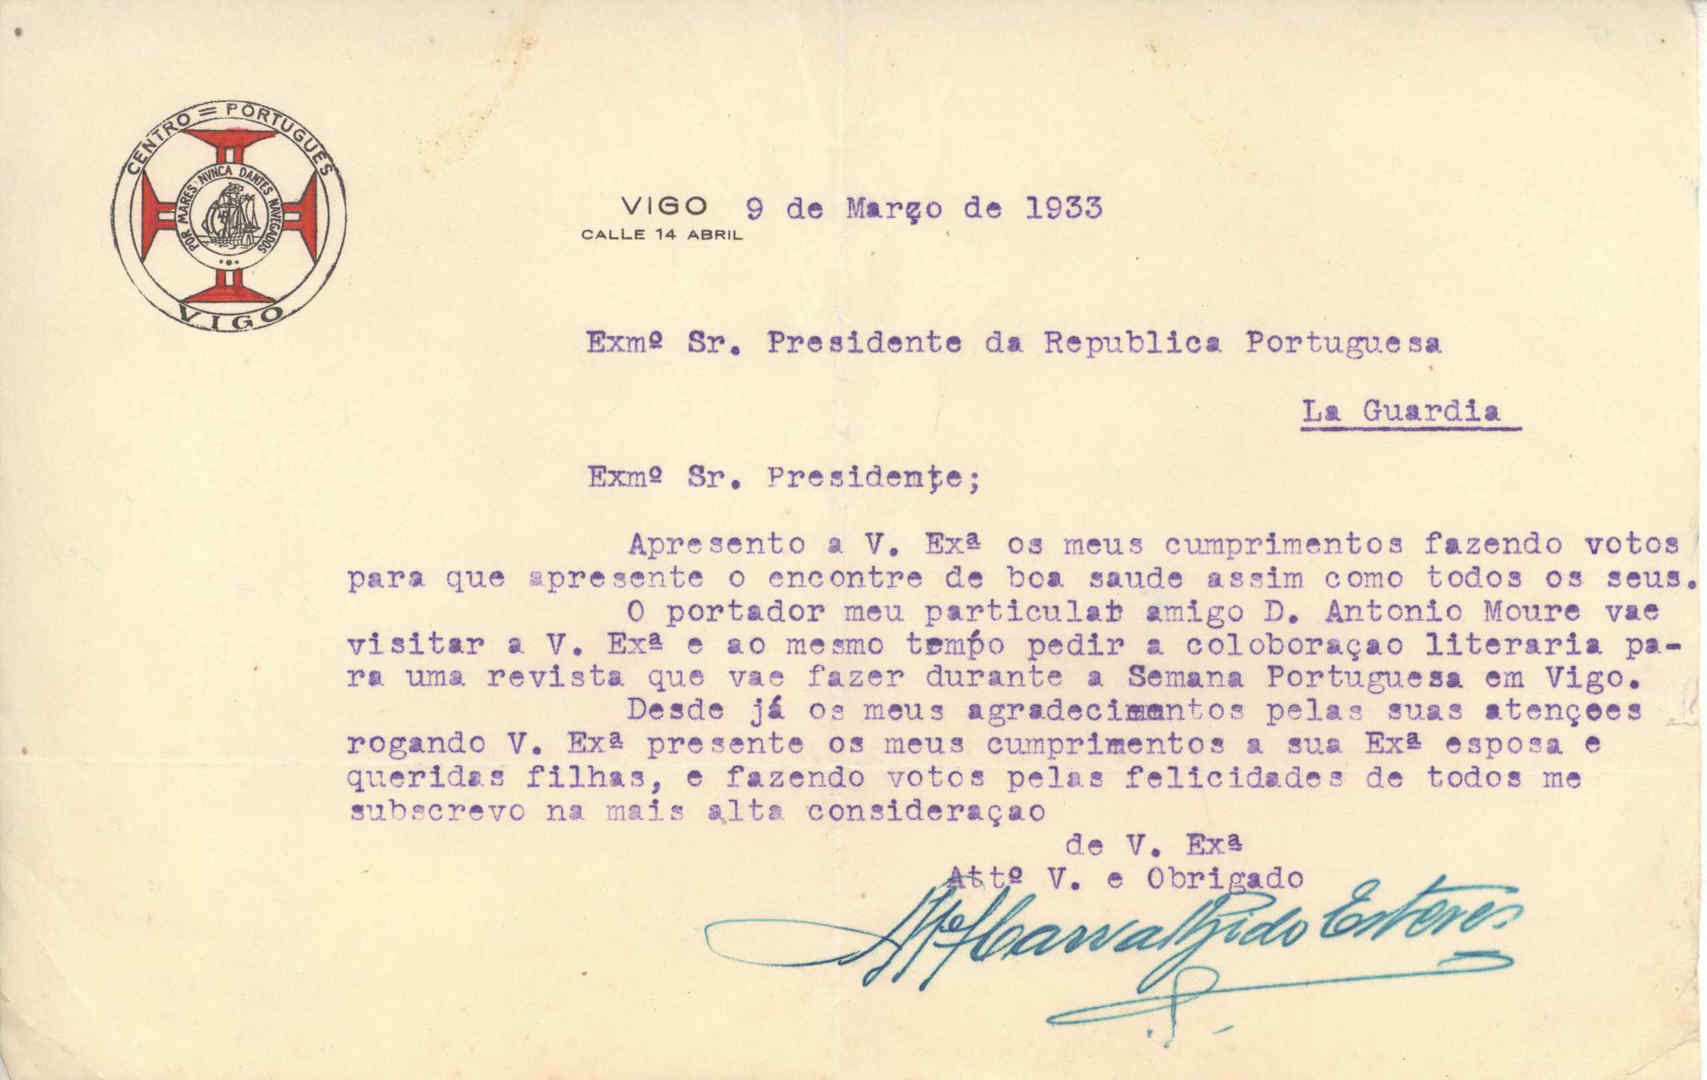 CENTRO = PORTUGUÊS
POR MARES NVNCA DANTES NAVEGADOS
VIGO
VIGO 9 de Março de 1933
CALLE 14 ABRIL
Exmº Sr. Presidente da Republica Portuguesa
La Guardia
Exmº Sr. Presidente;
Apresento a V. Exª os meus cumprimentos fazendo votos
para que apresente o encontre de boa saude assim como todos os seus.
O portador meu particular amigo D. Antonio Moure vae
visitar a V. Exª e ao mesmo tempo pedir a coloboraçao literaria pa-
ra uma revista que vae fazer durante a Semana Portuguesa em Vigo.
Desde já os meus agradecimentos pelas suas atençoes
rogando V. Exª presente os meus cumprimentos a sua Exª esposa e
queridas filhas, e fazendo votos pelas felicidades de todos me
subscrevo na mais alta consideraçao
de V. Exª
Attº V. e Obrigado
Esteves